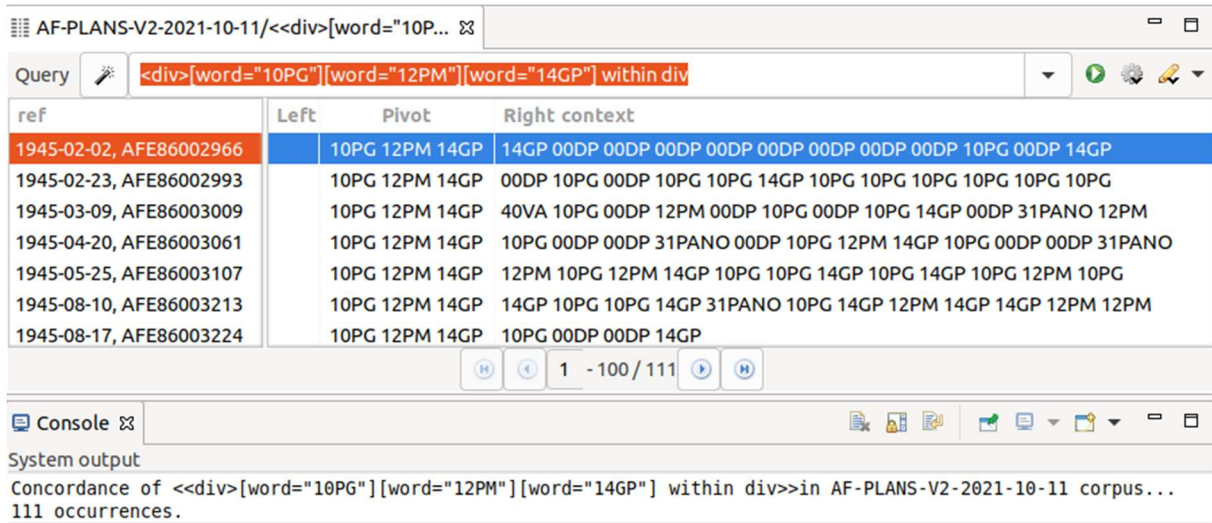 AF-PLANS-V2-2021-10-11/<<div>[word="10P...
Query <div>[word="10PG"][word="12PM"][word="14GP"] within div
ref Left Pivot Right context
1945-02-02, AFE86002966 10PG 12PM 14GP 14GP 00DP 00DP 00DP 00DP 00DP 00DP 00DP 00DP 10PG 00DP 14GP
1945-02-23, AFE86002993 10PG 12PM 14GP 00DP 10PG 00DP 10PG 10PG 14GP 10PG 10PG 10PG 10PG 10PG 10PG
1945-03-09, AFE86003009 10PG 12PM 14GP 40VA 10PG 00DP 12PM 00DP 10PG 00DP 10PG 14GP 00DP 31PANO 12PM
1945-04-20, AFE86003061 10PG 12PM 14GP 10PG 00DP 00DP 31PANO 00DP 10PG 12PM 14GP 10PG 00DP 00DP 31PANO
1945-05-25, AFE86003107 10PG 12PM 14GP 12PM 10PG 12PM 14GP 10PG 10PG 14GP 10PG 14GP 10PG 12PM 10PG
1945-08-10, AFE86003213 10PG 12PM 14GP 14GP 10PG 10PG 14GP 31PANO 10PG 14GP 12PM 14GP 14GP 12PM 12PM
1945-08-17, AFE86003224 10PG 12PM 14GP 10PG 00DP 00DP 14GP
1 - 100 / 111
Console
System output
Concordance of <<div>[word="10PG"][word="12PM"][word="14GP"] within div>>in AF-PLANS-V2-2021-10-11 corpus...
111 occurrences.